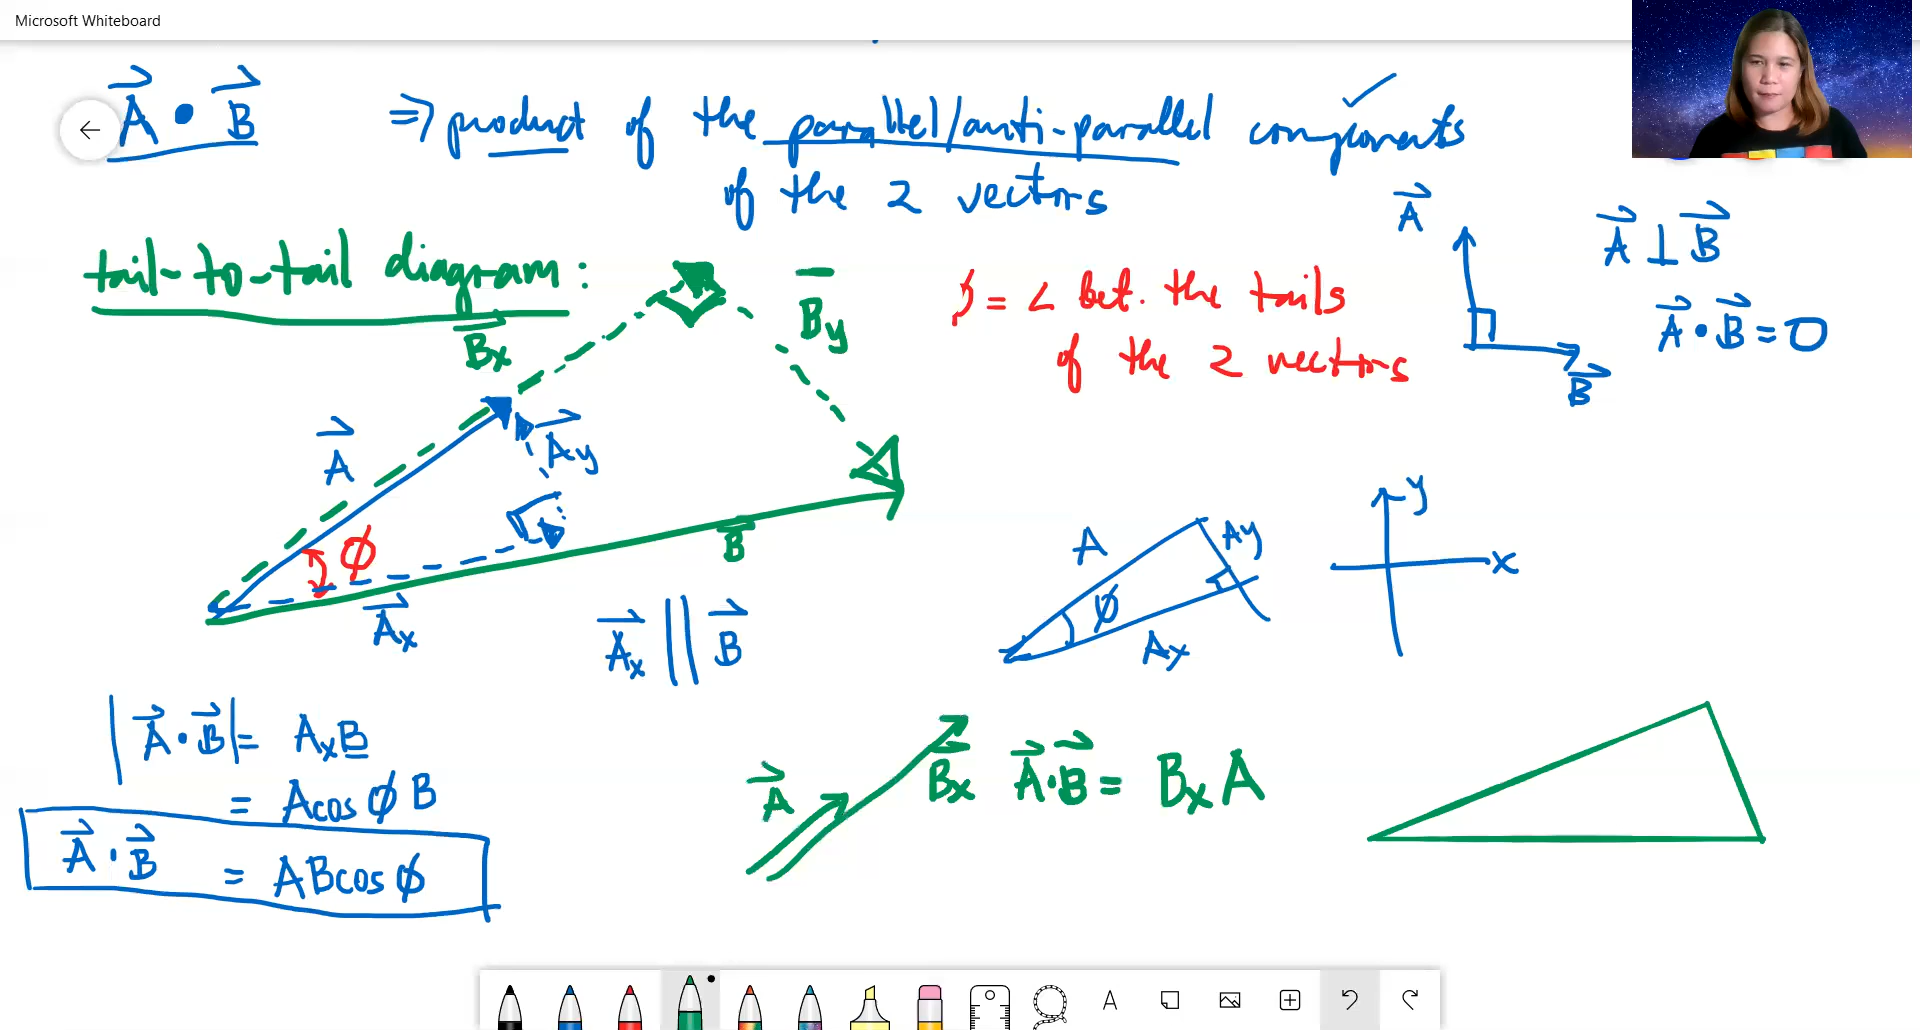 Microsoft Whiteboard
A • B ⇒ product of the parallel/anti-parallel components ✓
of the 2 vectors
tail-to-tail diagram:
Bx
By
A
Ay
ϕ
B
Ax
Ax || B
ϕ = ∠ bet. the tails
of the 2 vectors
A
B
A ⊥ B
A • B = 0
A
Ay
ϕ
Ax
y
x
|A • B| = AxB
= Acos ϕ B
A • B = ABcos ϕ
A
Bx
A • B = Bx A
A